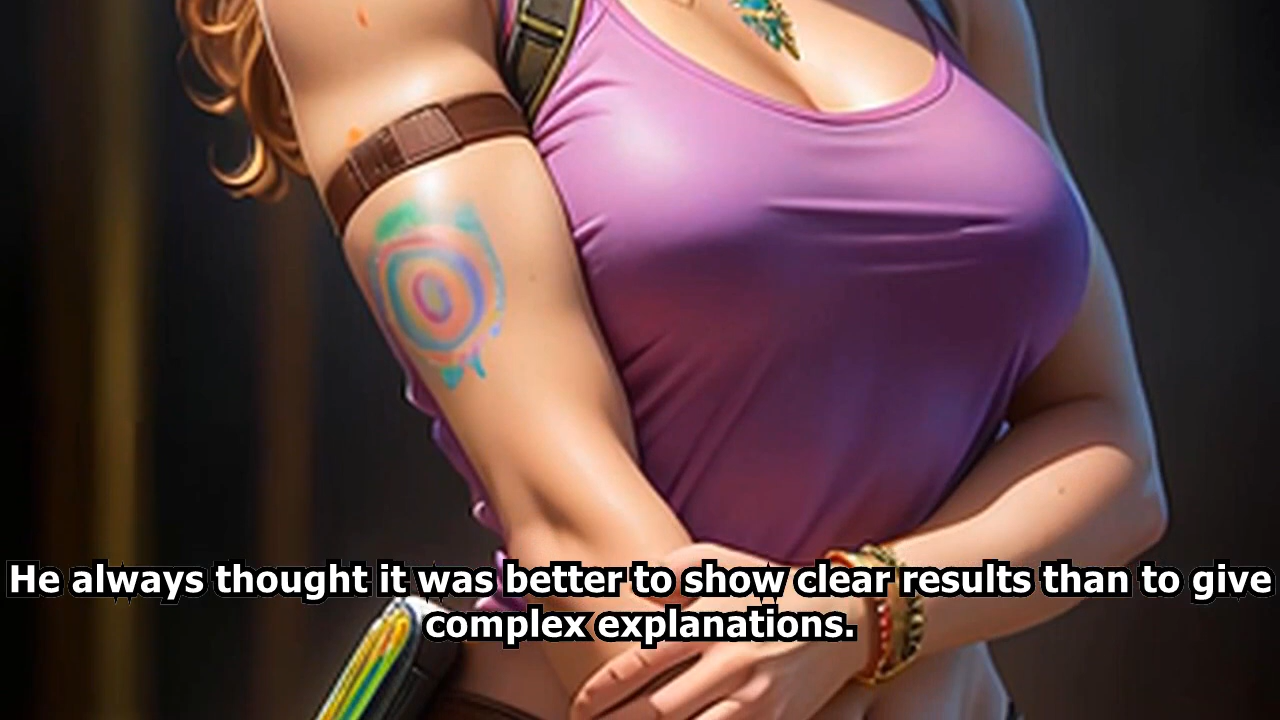 He always thought it was better to show clear results than to give
complex explanations.